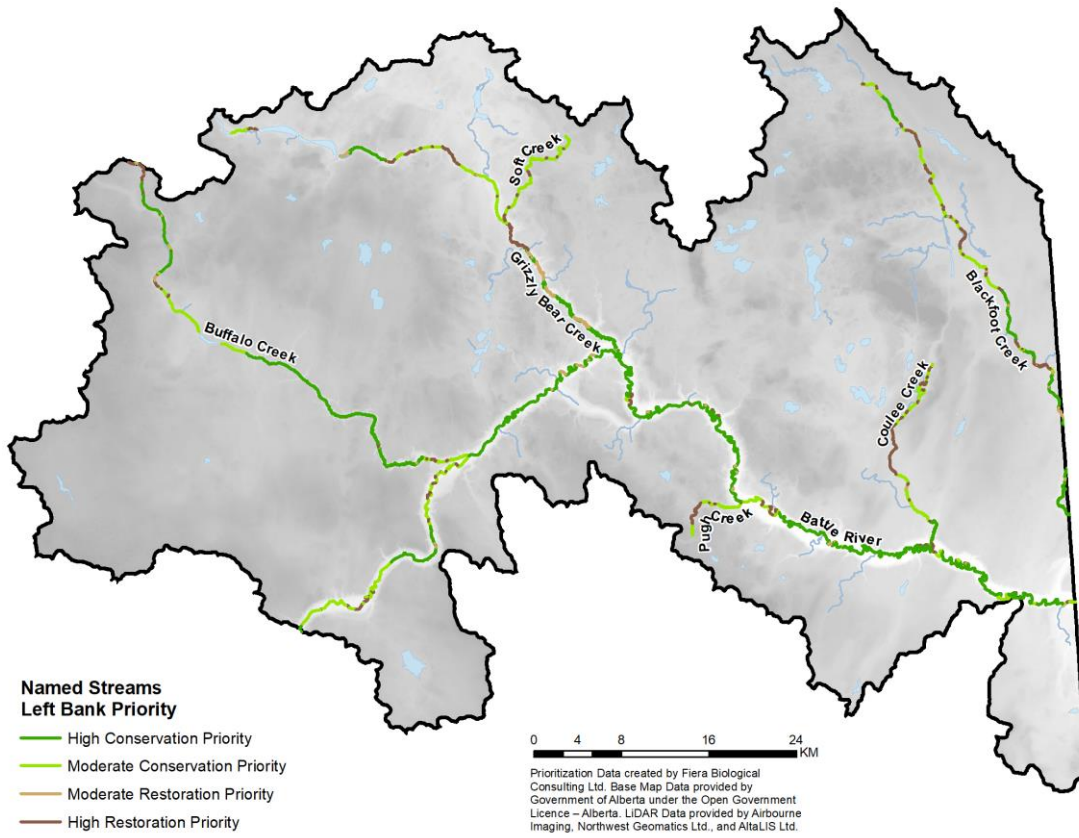 Soft Creek
Grizzly Bear Creek
Buffalo Creek
Blackfoot Creek
Coulee Creek
Pugh Creek
Battle River
Named Streams
Left Bank Priority
High Conservation Priority
Moderate Conservation Priority
Moderate Restoration Priority
High Restoration Priority
0 4 8 16 24
KM
Prioritization Data created by Fiera Biological
Consulting Ltd. Base Map Data provided by
Government of Alberta under the Open Government
Licence – Alberta. LiDAR Data provided by Airbourne
Imaging, Northwest Geomatics Ltd., and AltaLIS Ltd.